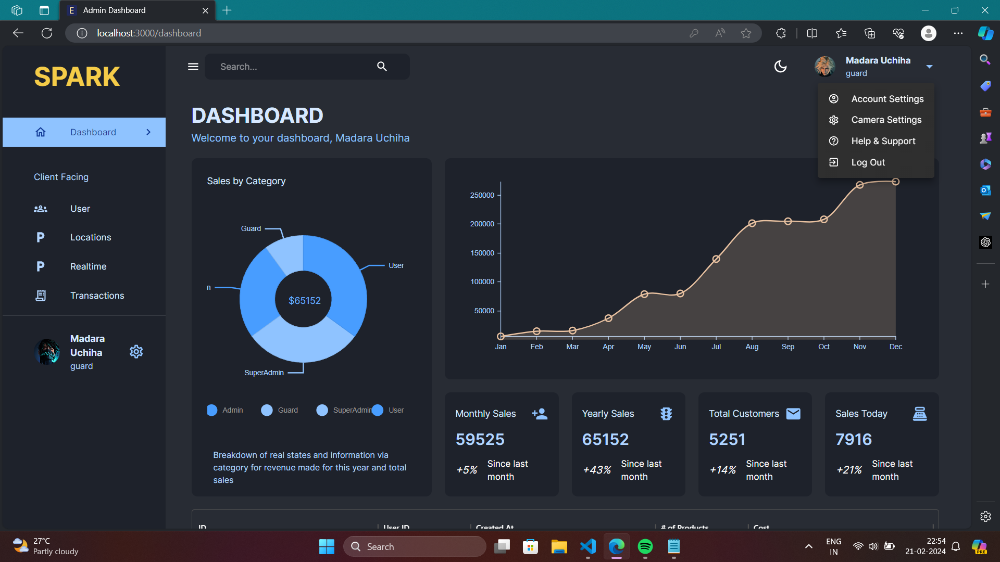 Admin Dashboard
localhost:3000/dashboard
SPARK
Search...
Madara Uchiha
guard
Account Settings
Camera Settings
Help & Support
Log Out
Dashboard
Client Facing
User
Locations
Realtime
Transactions
Madara
Uchiha
guard
DASHBOARD
Welcome to your dashboard, Madara Uchiha
Sales by Category
Guard
User
n
$65152
SuperAdmin
Admin
Guard
SuperAdmin
User
Breakdown of real states and information via
category for revenue made for this year and total
sales
250000
200000
150000
100000
50000
Jan Feb Mar Apr May Jun Jul Aug Sep Oct Nov Dec
Monthly Sales
59525
+5%
Since last
month
Yearly Sales
65152
+43%
Since last
month
Total Customers
5251
+14%
Since last
month
Sales Today
7916
+21%
Since last
month
ID User ID Created At # of Products Cost
27°C
Partly cloudy
Search
ENG
IN
22:54
21-02-2024
PRE